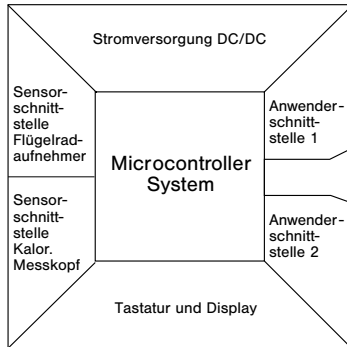 Stromversorgung DC/DC
Sensor-
schnitt-
stelle
Flügelrad-
aufnehmer
Anwender-
schnitt-
stelle 1
Microcontroller
System
Sensor-
schnitt-
stelle
Kalor.
Messkopf
Anwender-
schnitt-
stelle 2
Tastatur und Display